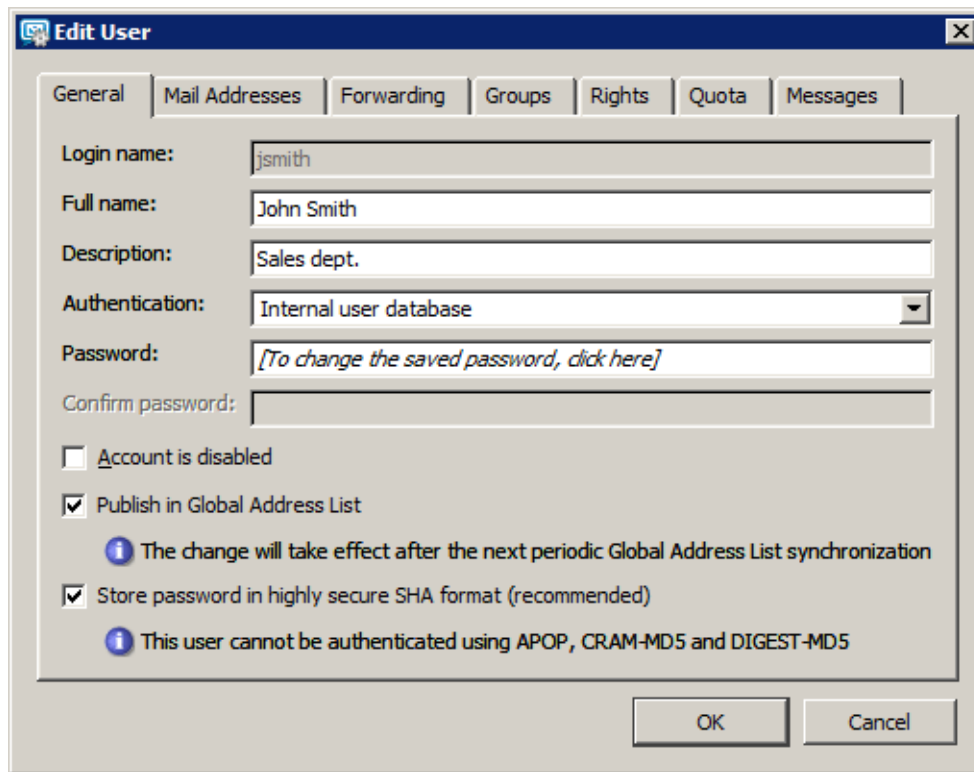 Edit User
General Mail Addresses Forwarding Groups Rights Quota Messages
Login name: jsmith
Full name: John Smith
Description: Sales dept.
Authentication: Internal user database
Password: [To change the saved password, click here]
Confirm password:
Account is disabled
Publish in Global Address List
The change will take effect after the next periodic Global Address List synchronization
Store password in highly secure SHA format (recommended)
This user cannot be authenticated using APOP, CRAM-MD5 and DIGEST-MD5
OK Cancel